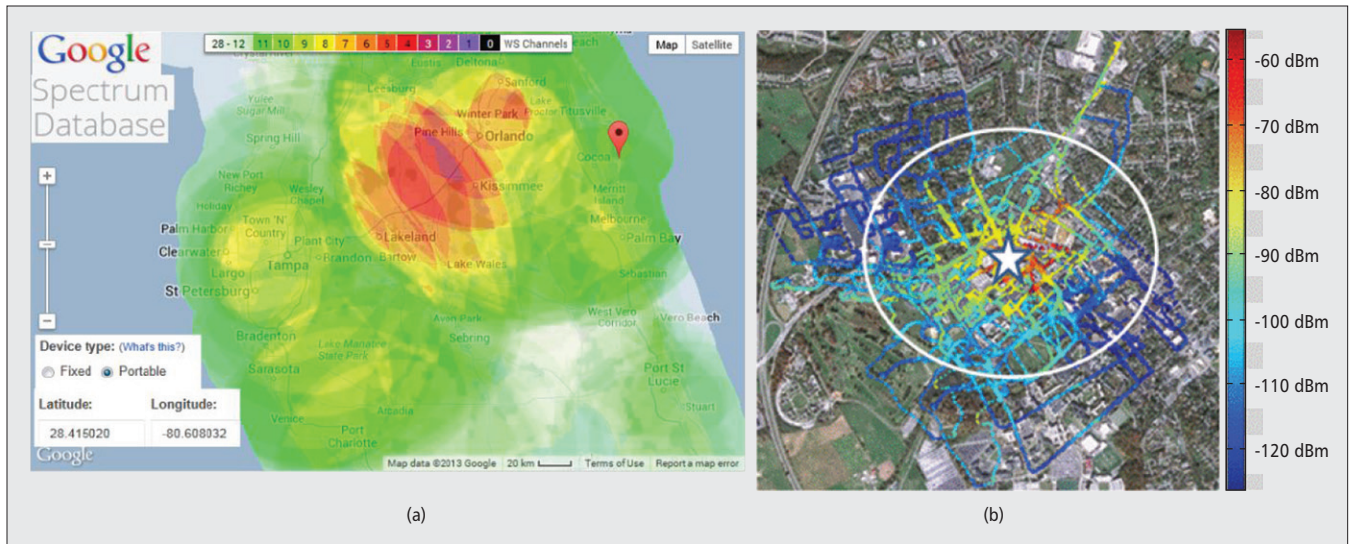 Google
Spectrum
Database
28 - 12 11 10 9 8 7 6 5 4 3 2 1 0 WS Channels
Map Satellite
Crystal River
Eustis
Deltona
Beach
Leesburg
Sanford
Yulee
Sugar Mill
Lake
Proctor
Titusville
Winter Park
Spring Hill
Pine Hills
Orlando
Cocoa
New Port
Richey
Wesley
Chapel
Kissimmee
Merritt
Island
Holiday
Town 'N'
Country
Palm Harbor
Plant City
Lakeland
Melbourne
Palm Bay
Clearwater
Tampa
Brandon
Bartow
Lake Wales
Largo
Sebastian
St Petersburg
West Vero
Corridor
Vero Beach
Avon Park
Bradenton
Sebring
Lake Manatee
State Park
Sarasota
Port St
Lucie
Venice
Arcadia
Stuart
Port
Charlotte
Device type: (What's this?)
Fixed Portable
Latitude: Longitude:
28.415020 -80.608032
Google
Map data ©2013 Google 20 km Terms of Use Report a map error
-60 dBm
-70 dBm
-80 dBm
-90 dBm
-100 dBm
-110 dBm
-120 dBm
(a) (b)